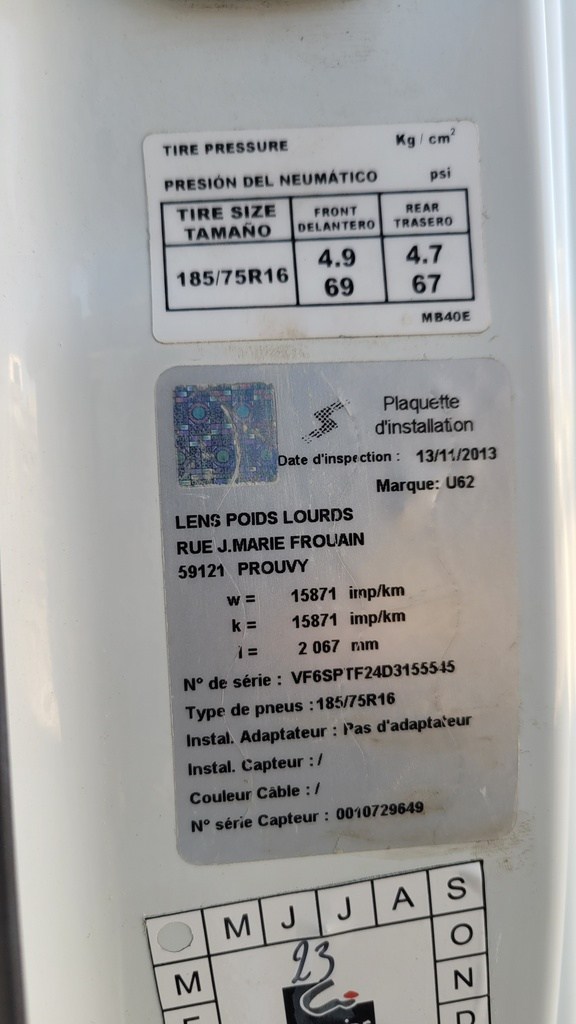 TIRE PRESSURE Kg / cm²
PRESIÓN DEL NEUMÁTICO psi
TIRE SIZE FRONT REAR
TAMAÑO DELANTERO TRASERO
185/75R16 4.9 4.7
69 67
MB40E
Plaquette
d'installation
Date d'inspection : 13/11/2013
Marque: U62
LENS POIDS LOURDS
RUE J.MARIE FROUAIN
59121 PROUVY
w = 15871 imp/km
k = 15871 imp/km
l = 2 067 mm
N° de série : VF6SPTF24D3155545
Type de pneus :185/75R16
Instal. Adaptateur : Pas d'adaptateur
Instal. Capteur : /
Couleur Câble : /
N° série Capteur : 0010729649
M J J A S
O
M 23 N